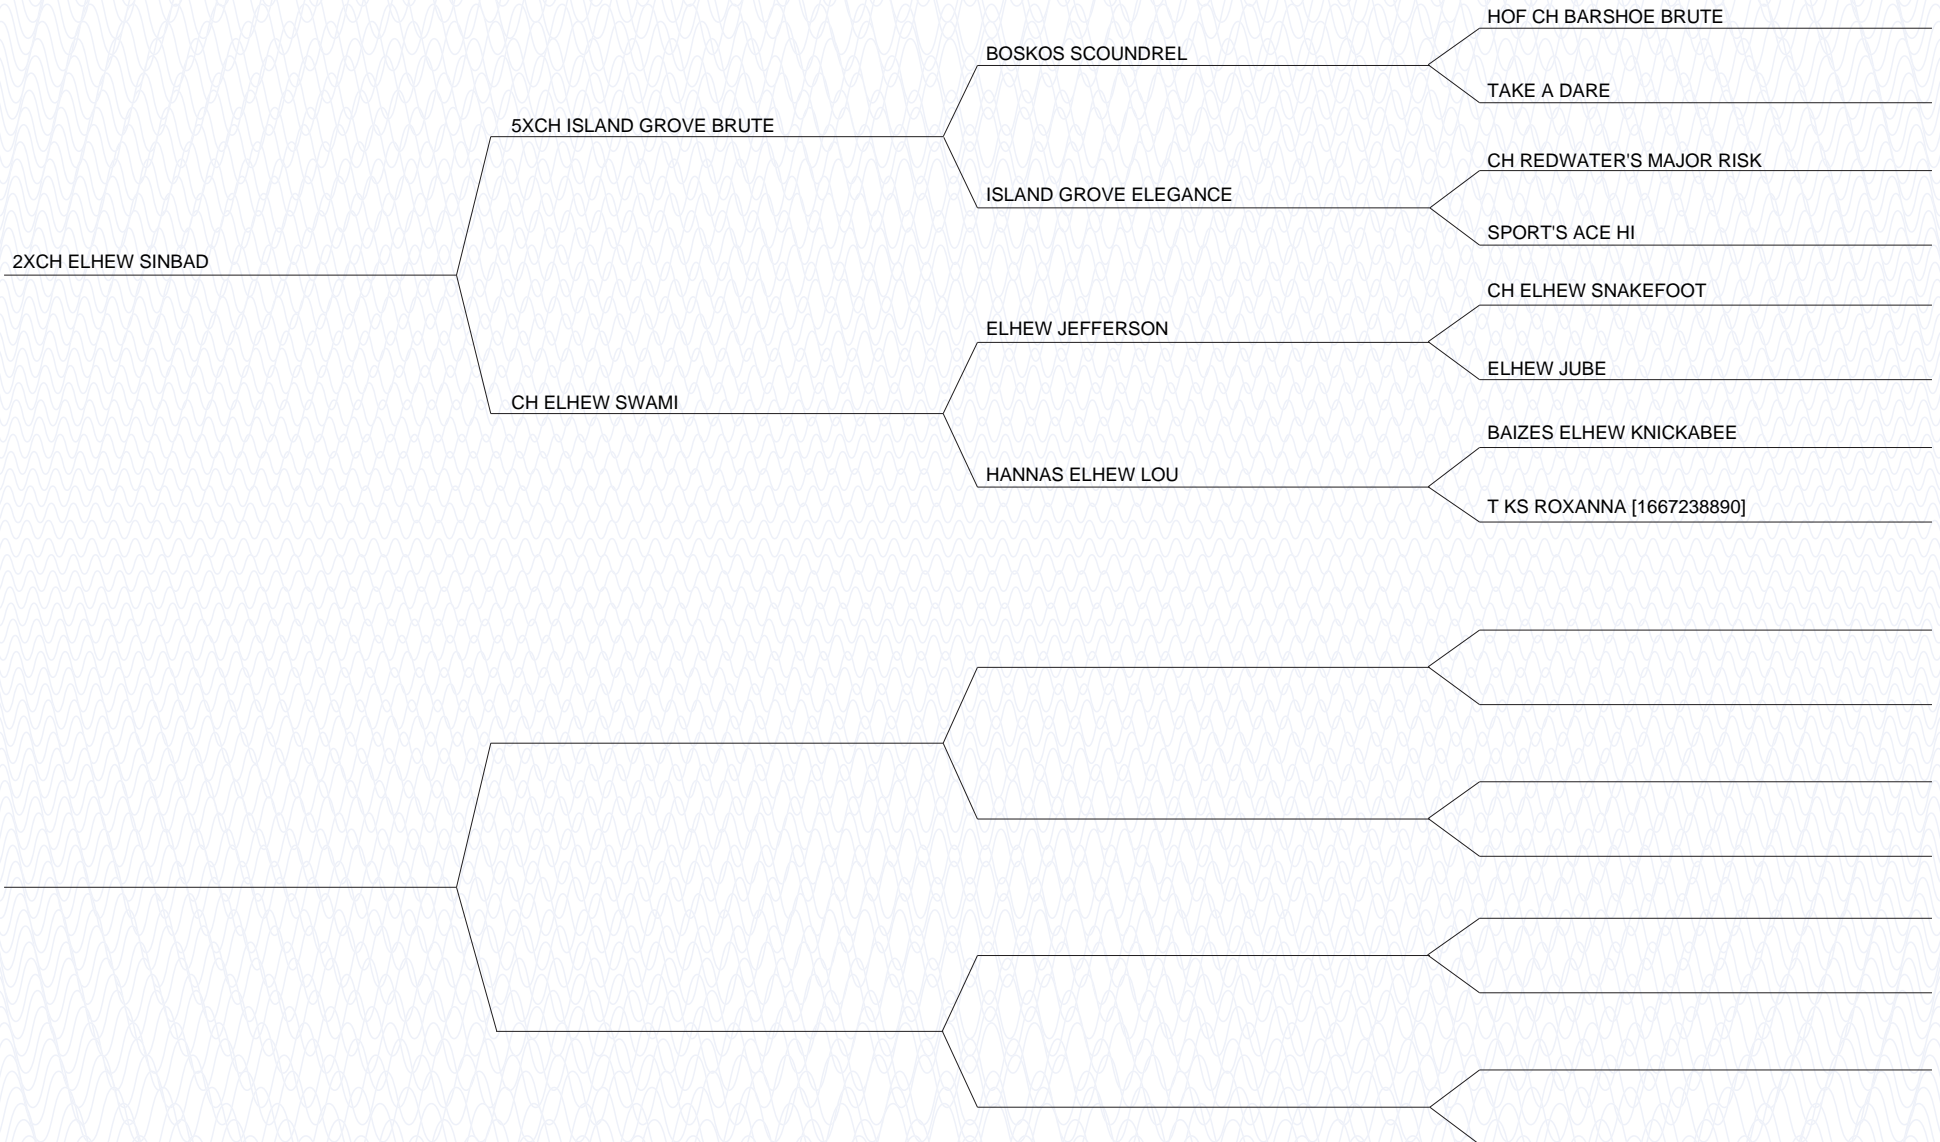 HOF CH BARSHOE BRUTE
BOSKOS SCOUNDREL
TAKE A DARE
5XCH ISLAND GROVE BRUTE
CH REDWATER'S MAJOR RISK
ISLAND GROVE ELEGANCE
SPORT'S ACE HI
2XCH ELHEW SINBAD
CH ELHEW SNAKEFOOT
ELHEW JEFFERSON
ELHEW JUBE
CH ELHEW SWAMI
BAIZES ELHEW KNICKABEE
HANNAS ELHEW LOU
T KS ROXANNA [1667238890]